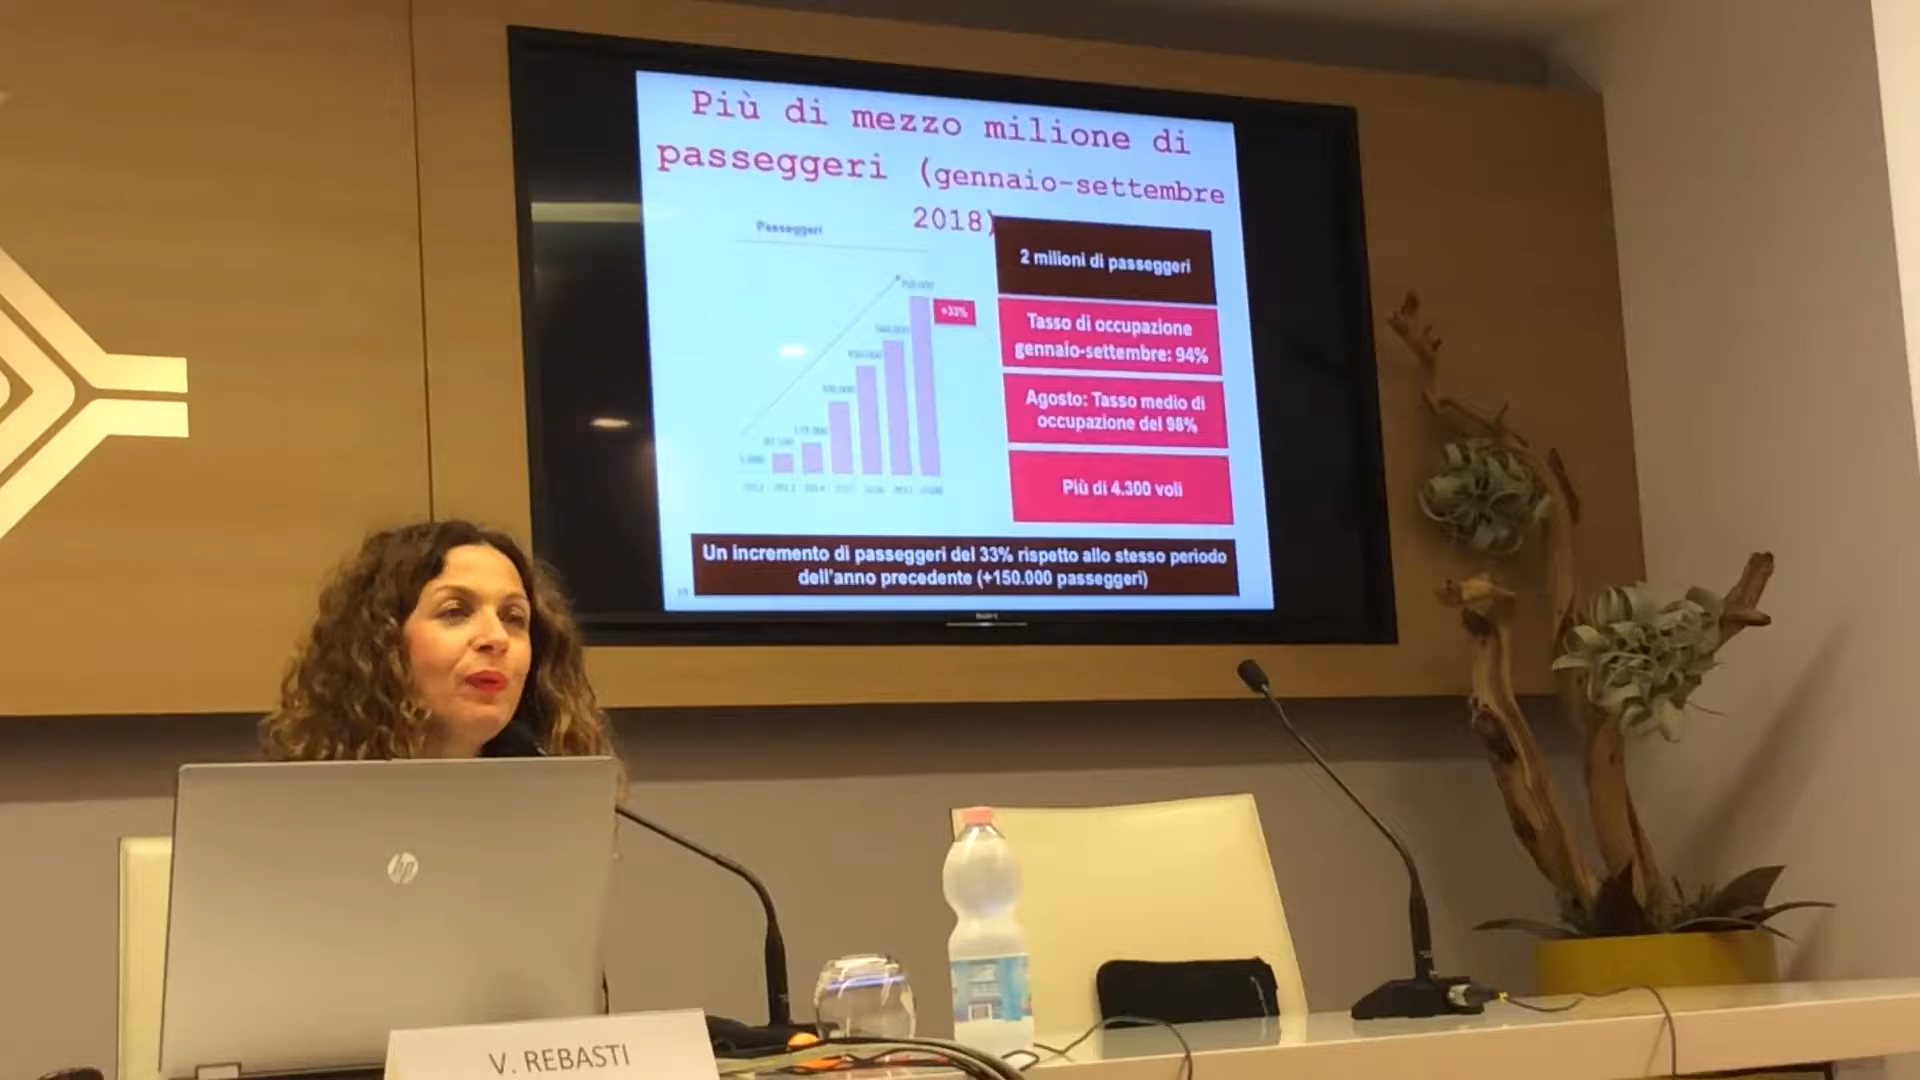 Più di mezzo milione di
passeggeri (gennaio-settembre
2018)
Passeggeri
+33%
2 milioni di passeggeri
Tasso di occupazione
gennaio-settembre: 94%
Agosto: Tasso medio di
occupazione del 98%
Più di 4.300 voli
Un incremento di passeggeri del 33% rispetto allo stesso periodo
dell'anno precedente (+150.000 passeggeri)
hp
V. REBASTI